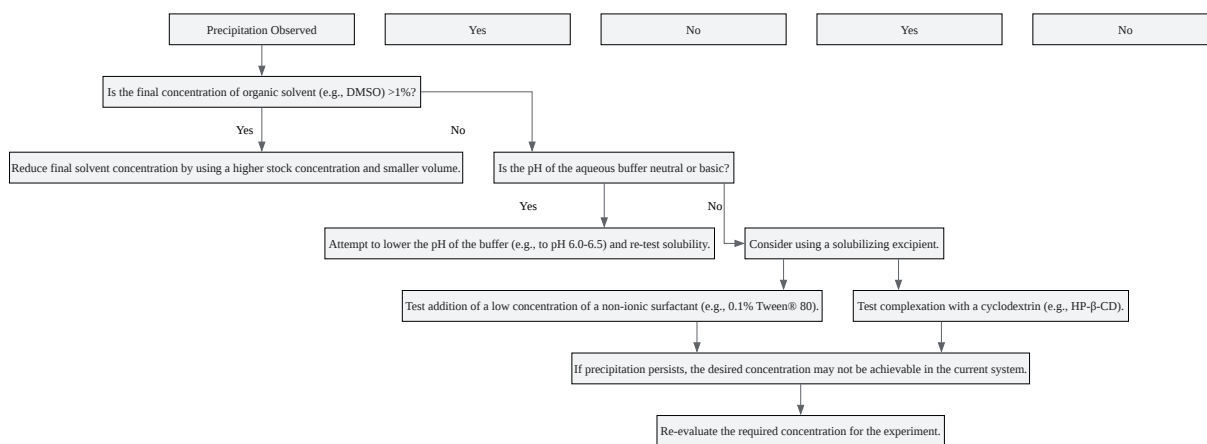 Precipitation Observed
Yes
No
Yes
No
Is the final concentration of organic solvent (e.g., DMSO) >1%?
Yes
No
Reduce final solvent concentration by using a higher stock concentration and smaller volume.
Is the pH of the aqueous buffer neutral or basic?
Yes
No
Attempt to lower the pH of the buffer (e.g., to pH 6.0-6.5) and re-test solubility.
Consider using a solubilizing excipient.
Test addition of a low concentration of a non-ionic surfactant (e.g., 0.1% Tween® 80).
Test complexation with a cyclodextrin (e.g., HP-β-CD).
If precipitation persists, the desired concentration may not be achievable in the current system.
Re-evaluate the required concentration for the experiment.